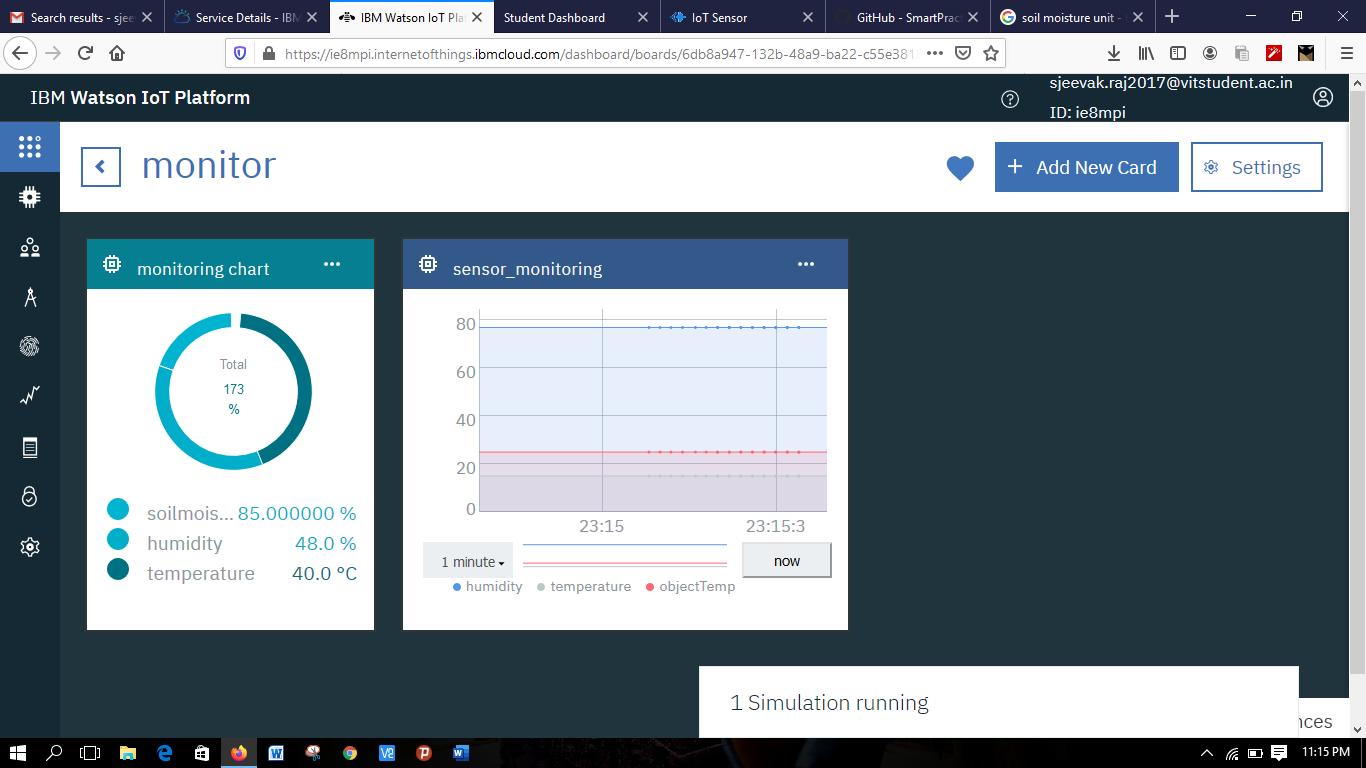 Search results - sjee
Service Details - IBM
IBM Watson IoT Plat
Student Dashboard
IoT Sensor
GitHub - SmartPract
soil moisture unit -
https://ie8mpi.internetofthings.ibmcloud.com/dashboard/boards/6db8a947-132b-48a9-ba22-c55e381
IBM Watson IoT Platform
sjeevak.raj2017@vitstudent.ac.in
ID: ie8mpi
monitor
+ Add New Card
Settings
monitoring chart
Total
173
%
soilmois... 85.000000 %
humidity 48.0 %
temperature 40.0 °C
sensor_monitoring
80
60
40
20
0
23:15 23:15:3
1 minute
now
humidity temperature objectTemp
1 Simulation running
nces
11:15 PM